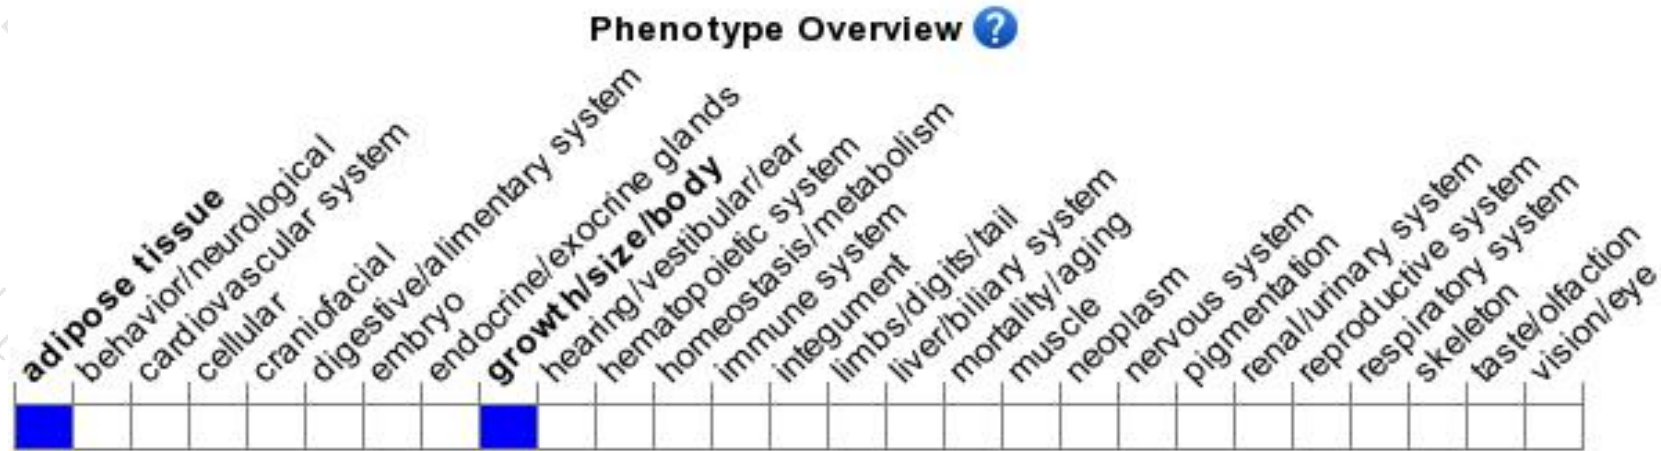 Phenotype Overview ?
adipose tissue
behavior/neurological
cardiovascular system
cellular
craniofacial
digestive/alimentary system
embryo
endocrine/exocrine glands
growth/size/body
hearing/vestibular/ear
hematopoietic system
homeostasis/metabolism
immune system
integument
limbs/digits/tail
liver/biliary system
mortality/aging
muscle
neoplasm
nervous system
pigmentation
renal/urinary system
reproductive system
respiratory system
skeleton
taste/olfaction
vision/eye